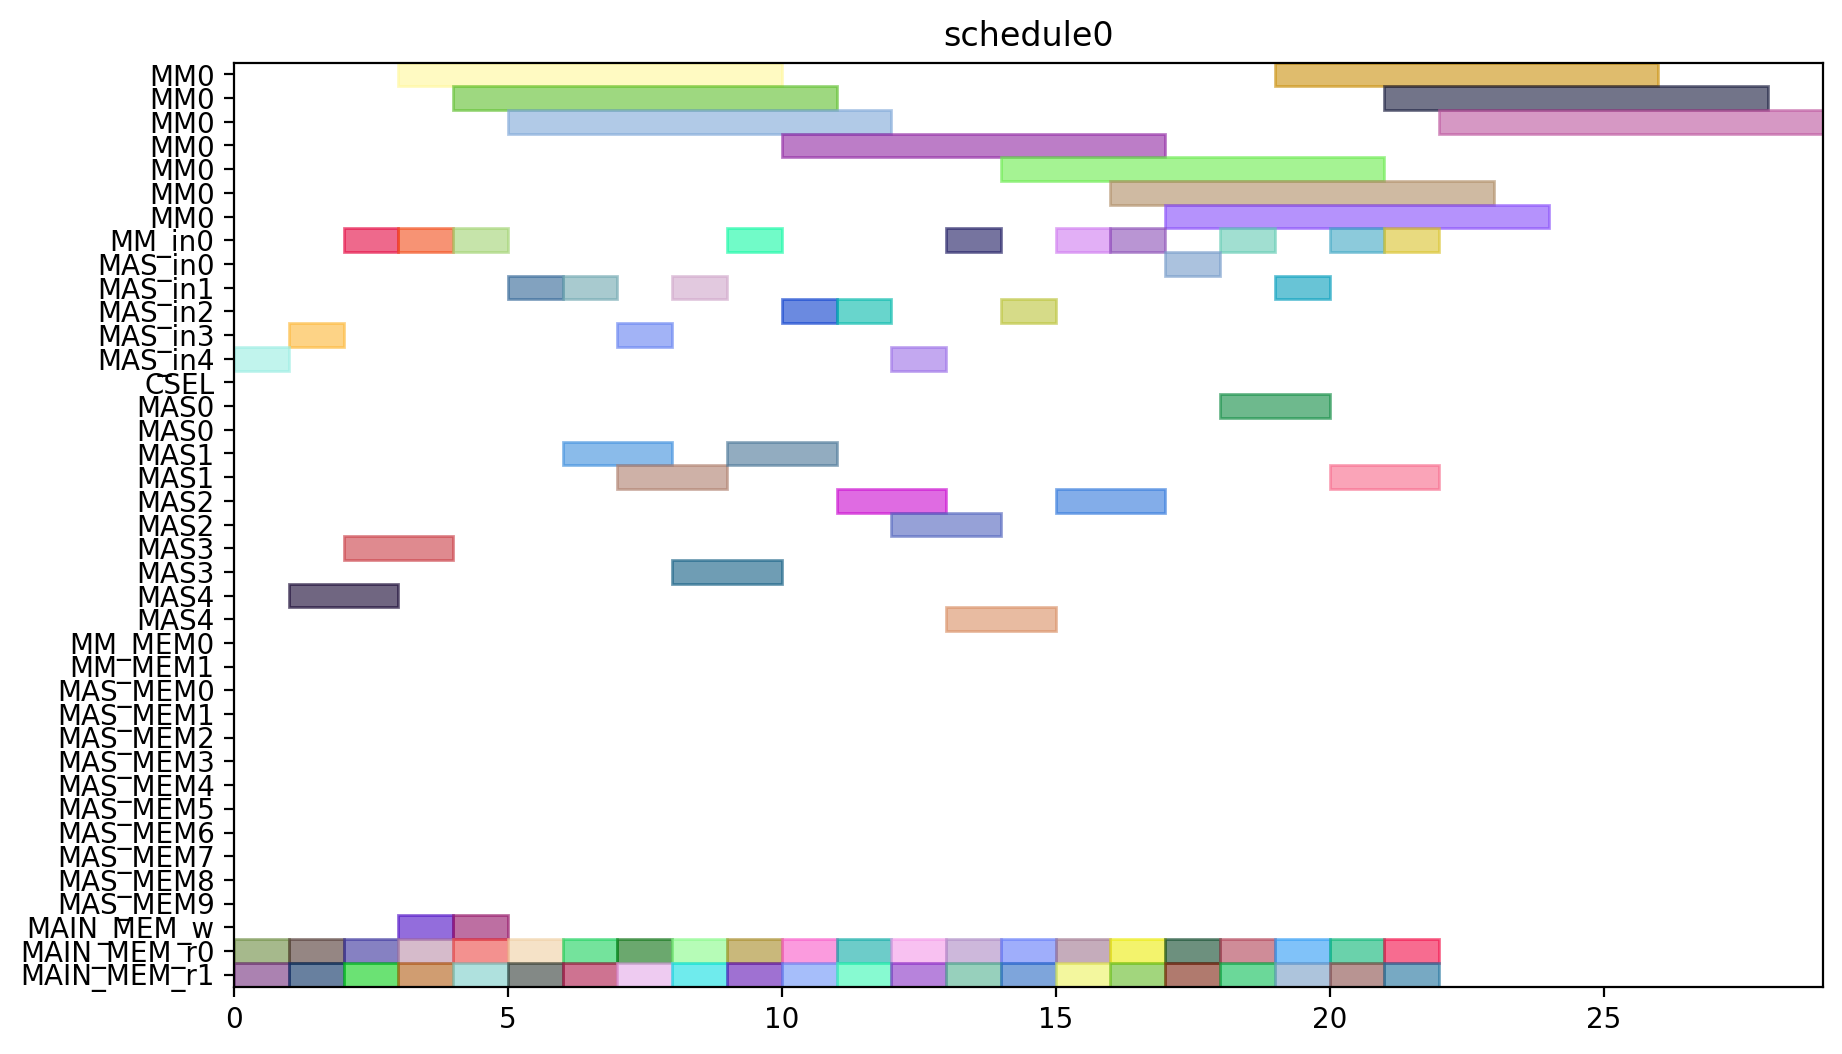 schedule0
MM0
MM0
MM0
MM0
MM0
MM0
MM0
MM_in0
MAS_in0
MAS_in1
MAS_in2
MAS_in3
MAS_in4
CSEL
MAS0
MAS0
MAS1
MAS1
MAS2
MAS2
MAS3
MAS3
MAS4
MAS4
MM_MEM0
MM_MEM1
MAS_MEM0
MAS_MEM1
MAS_MEM2
MAS_MEM3
MAS_MEM4
MAS_MEM5
MAS_MEM6
MAS_MEM7
MAS_MEM8
MAS_MEM9
MAIN_MEM_w
MAIN_MEM_r0
MAIN_MEM_r1
0 5 10 15 20 25